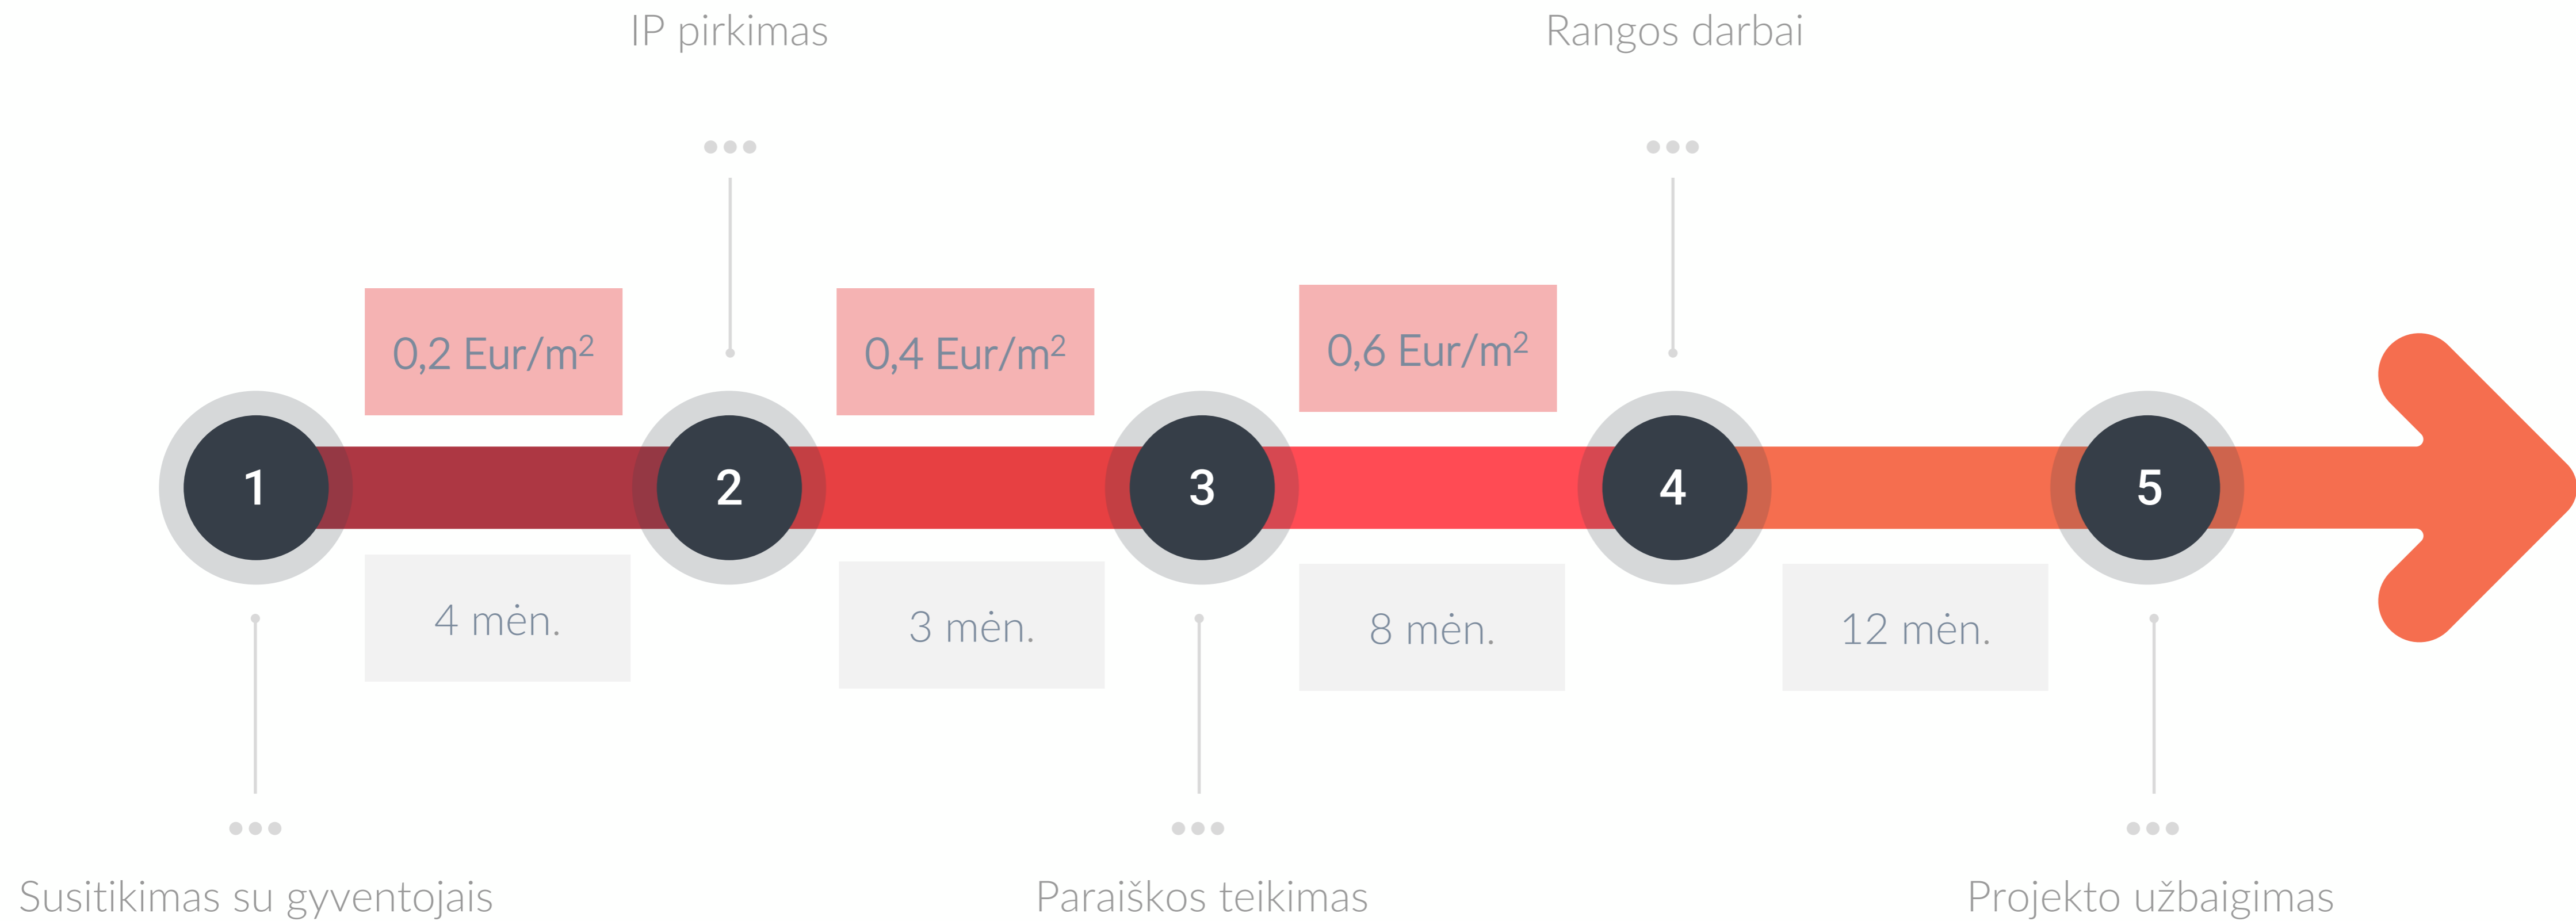 IP pirkimas
Rangos darbai
0,2 Eur/m²
0,4 Eur/m²
0,6 Eur/m²
1
2
3
4
5
4 mėn.
3 mėn.
8 mėn.
12 mėn.
Susitikimas su gyventojais
Paraiškos teikimas
Projekto užbaigimas